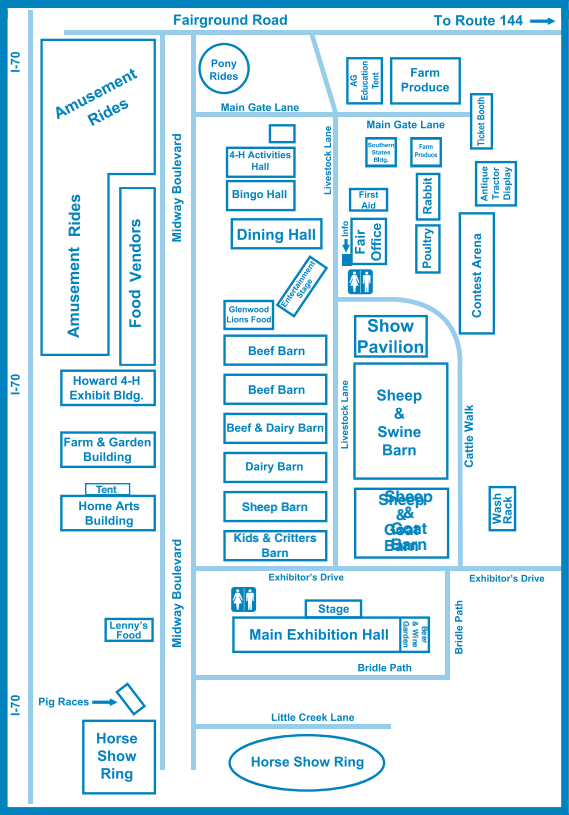 Fairground Road
To Route 144
I-70
Amusement
Rides
Pony
Rides
AG
Education
Tent
Farm
Produce
Ticket Booth
Main Gate Lane
Main Gate Lane
Midway Boulevard
Livestock Lane
4-H Activities
Hall
Southern
States
Bldg.
Farm
Produce
Bingo Hall
First
Aid
Rabbit
Antique
Tractor
Display
Amusement Rides
Food Vendors
Dining Hall
Info
Fair
Office
Poultry
Contest Arena
Entertainment
Stage
Glenwood
Lions Food
Show
Pavilion
Beef Barn
I-70
Howard 4-H
Exhibit Bldg.
Beef Barn
Livestock Lane
Sheep
&
Swine
Barn
Cattle Walk
Farm & Garden
Building
Beef & Dairy Barn
Dairy Barn
Tent
Home Arts
Building
Sheep Barn
Sheep
&
Goat
Barn
Sheep
&
Goat
Barn
Wash
Rack
Kids & Critters
Barn
Midway Boulevard
Exhibitor's Drive
Exhibitor's Drive
Stage
Lenny's
Food
Main Exhibition Hall
Beer
& Wine
Garden
Bridle Path
Bridle Path
I-70
Pig Races
Little Creek Lane
Horse
Show
Ring
Horse Show Ring